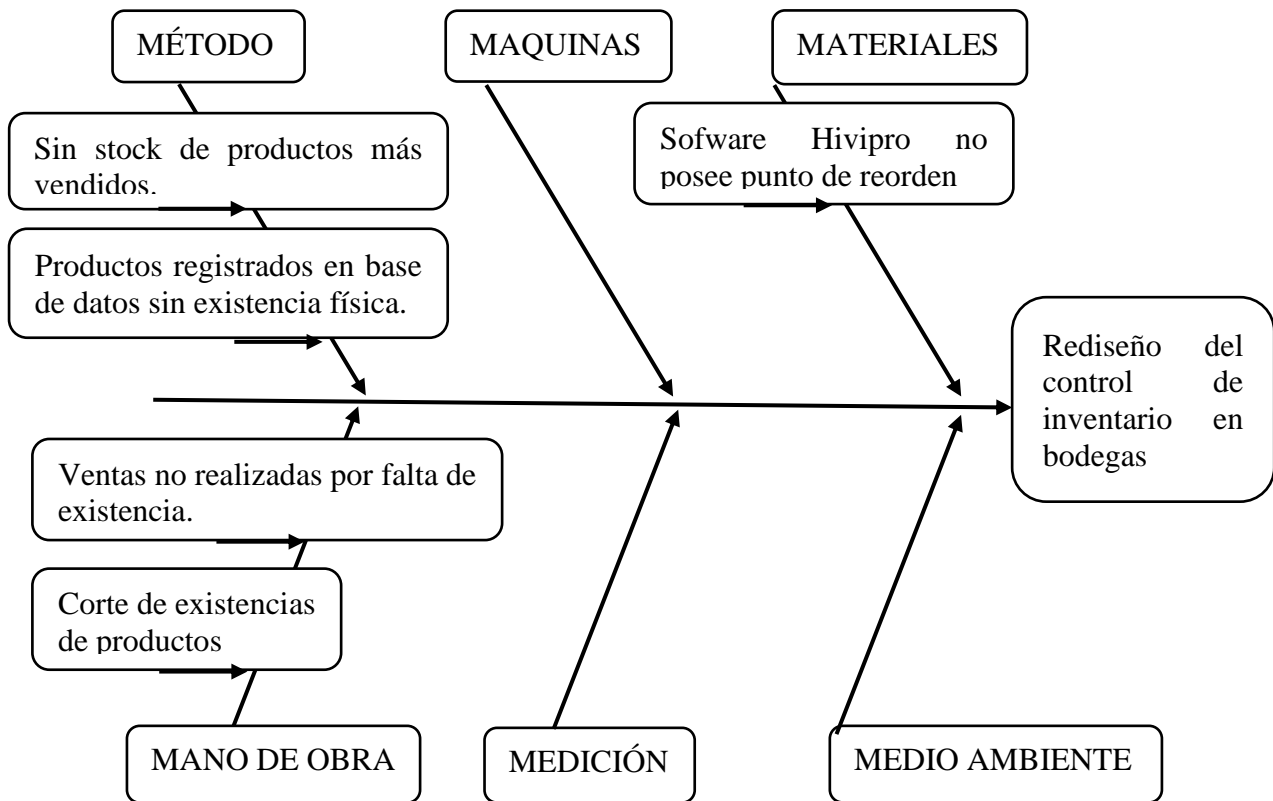 MÉTODO
MAQUINAS
MATERIALES
Sin stock de productos más
vendidos.
Sofware Hivipro no
posee punto de reorden
Productos registrados en base
de datos sin existencia física.
Rediseño del
control de
inventario en
bodegas
Ventas no realizadas por falta de
existencia.
Corte de existencias
de productos
MANO DE OBRA
MEDICIÓN
MEDIO AMBIENTE